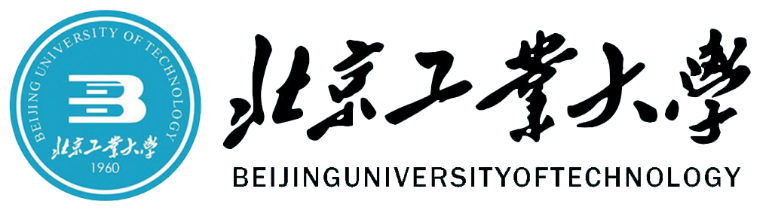 BEIJING UNIVERSITY OF TECHNOLOGY
北京工業大學
1960
北京工業大學
BEIJINGUNIVERSITYOFTECHNOLOGY